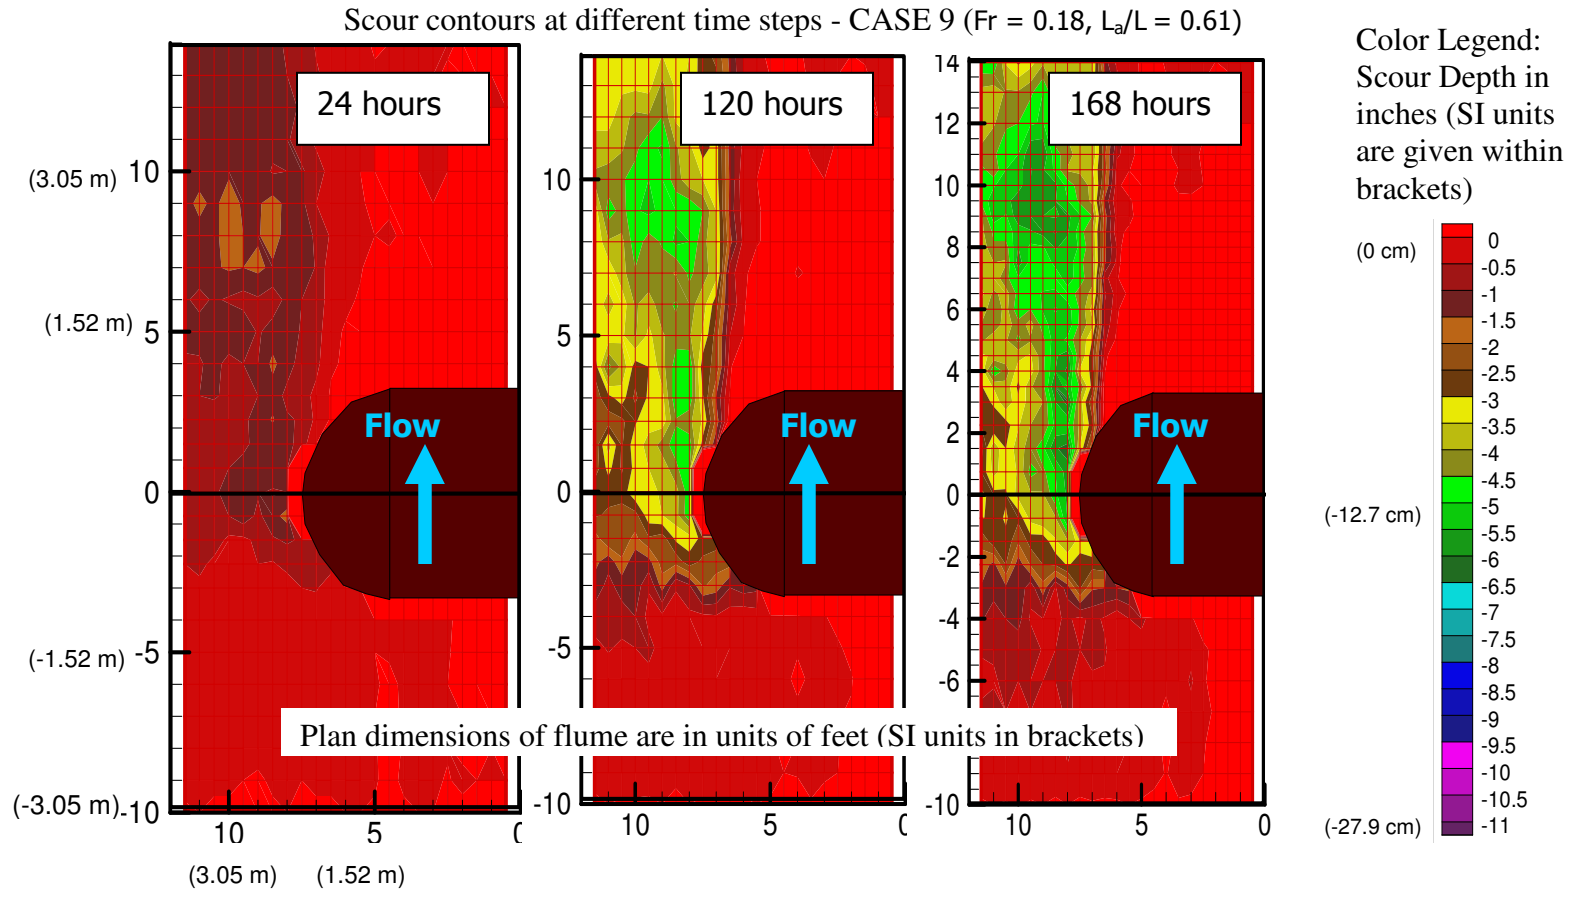 Scour contours at different time steps - CASE 9 (Fr = 0.18, La/L = 0.61)
Color Legend:
Scour Depth in
inches (SI units
are given within
brackets)
24 hours
120 hours
168 hours
(3.05 m) 10
(1.52 m) 5
0
(-1.52 m) -5
(-3.05 m) -10
10 5 0
(3.05 m) (1.52 m)
Flow
10
5
0
-5
-10
10 5 0
Flow
14
12
10
8
6
4
2
0
-2
-4
-6
-10
10 5 0
Flow
Plan dimensions of flume are in units of feet (SI units in brackets)
(0 cm) 0
-0.5
-1
-1.5
-2
-2.5
-3
-3.5
-4
-4.5
(-12.7 cm) -5
-5.5
-6
-6.5
-7
-7.5
-8
-8.5
-9
-9.5
-10
-10.5
(-27.9 cm) -11